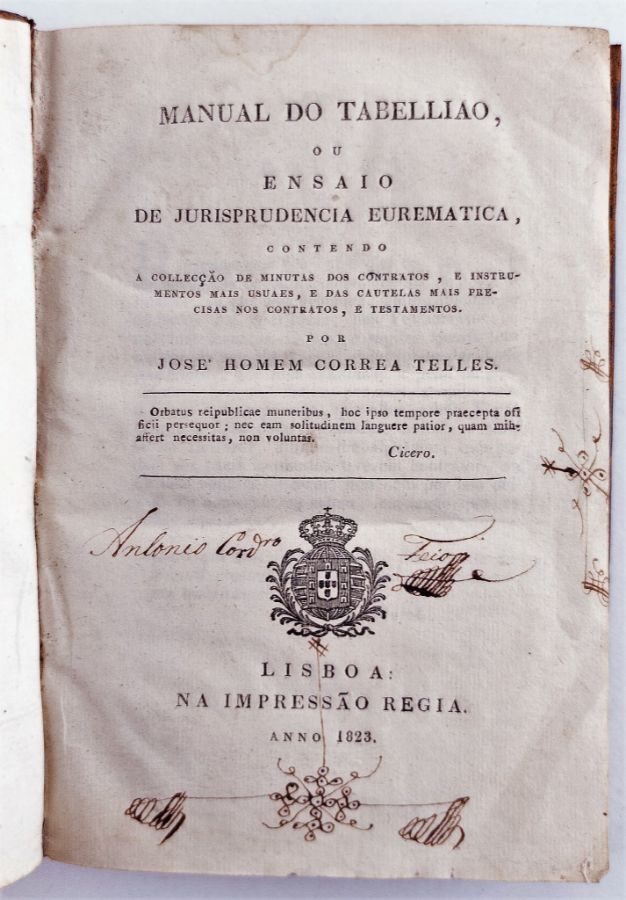 MANUAL DO TABELLIAO,
OU
ENSAIO
DE JURISPRUDENCIA EUREMATICA,
CONTENDO
A COLLECÇÃO DE MINUTAS DOS CONTRATOS, E INSTRU-
MENTOS MAIS USUAES, E DAS CAUTELAS MAIS PRE-
CISAS NOS CONTRATOS, E TESTAMENTOS.
POR
JOSE' HOMEM CORREA TELLES.
Orbatus reipublicae muneribus, hoc ipso tempore praecepta ofi
ficii persequor; nec eam solitudinem languere patior, quam mihi
affert necessitas, non voluntas.
Cicero.
Antonio Cordro Feio
LISBOA:
NA IMPRESSÃO REGIA.
ANNO 1823.